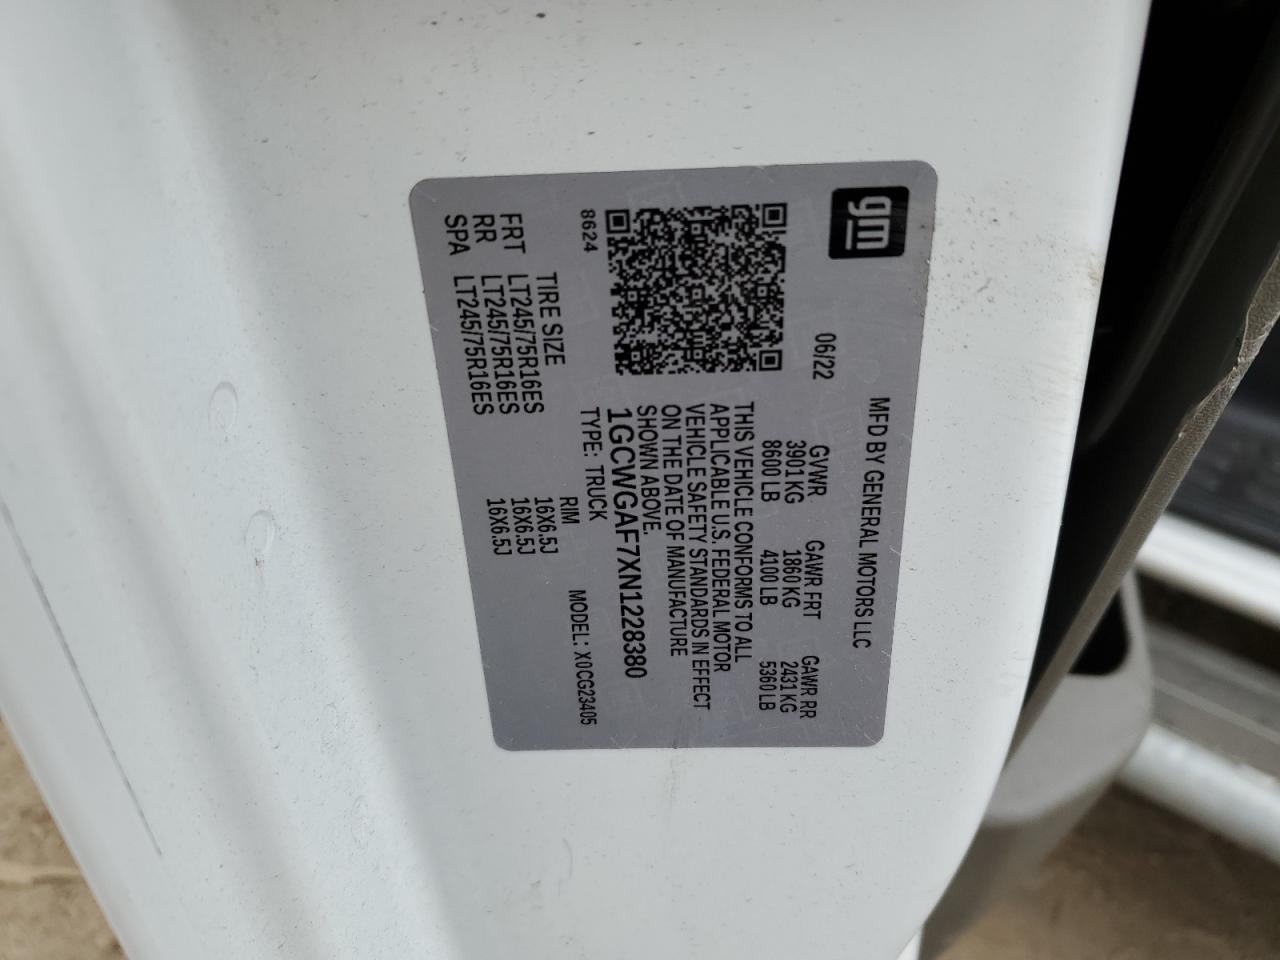 gm
MFD BY GENERAL MOTORS LLC
06/22
GVWR GAWR FRT GAWR RR
3901 KG 1860 KG 2431 KG
8600 LB 4100 LB 5360 LB
THIS VEHICLE CONFORMS TO ALL
APPLICABLE U.S. FEDERAL MOTOR
VEHICLE SAFETY STANDARDS IN EFFECT
ON THE DATE OF MANUFACTURE
SHOWN ABOVE.
8624
1GCWGAF7XN1228380
TYPE: TRUCK MODEL: X0CG23405
TIRE SIZE RIM
FRT LT245/75R16ES 16X6.5J
RR LT245/75R16ES 16X6.5J
SPA LT245/75R16ES 16X6.5J